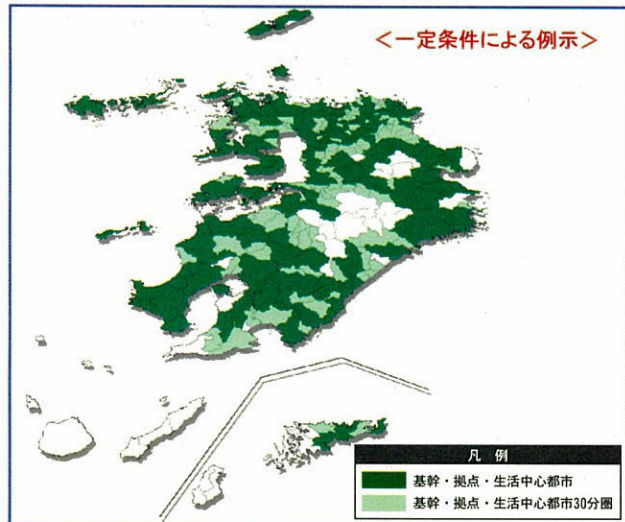 ＜一定条件による例示＞
凡 例
基幹・拠点・生活中心都市
基幹・拠点・生活中心都市30分圏